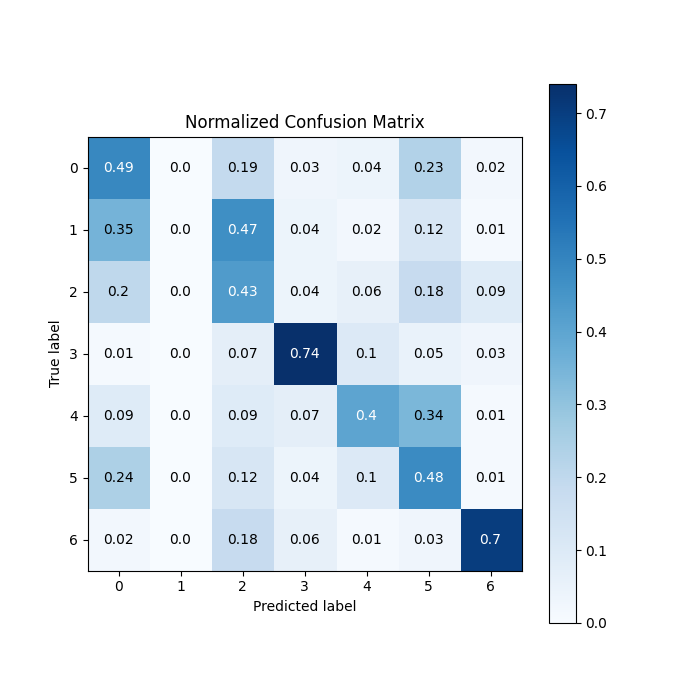 Normalized Confusion Matrix
True label
0 0.49 0.0 0.19 0.03 0.04 0.23 0.02
1 0.35 0.0 0.47 0.04 0.02 0.12 0.01
2 0.2 0.0 0.43 0.04 0.06 0.18 0.09
3 0.01 0.0 0.07 0.74 0.1 0.05 0.03
4 0.09 0.0 0.09 0.07 0.4 0.34 0.01
5 0.24 0.0 0.12 0.04 0.1 0.48 0.01
6 0.02 0.0 0.18 0.06 0.01 0.03 0.7
0 1 2 3 4 5 6
Predicted label
0.7
0.6
0.5
0.4
0.3
0.2
0.1
0.0